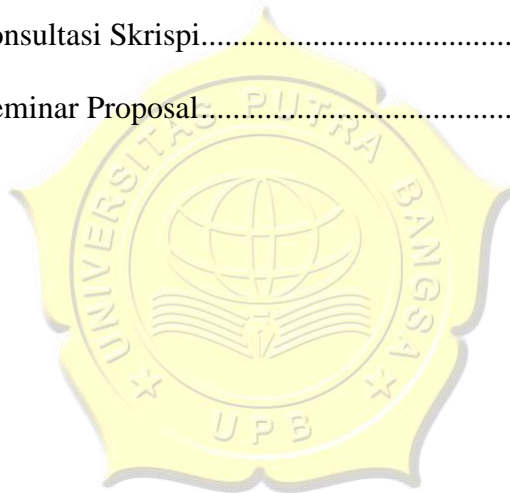 onsultasi Skrispi.......................................
eminar Proposal.......................................
UNIVERSITAS PUTRA BANGSA
UPB